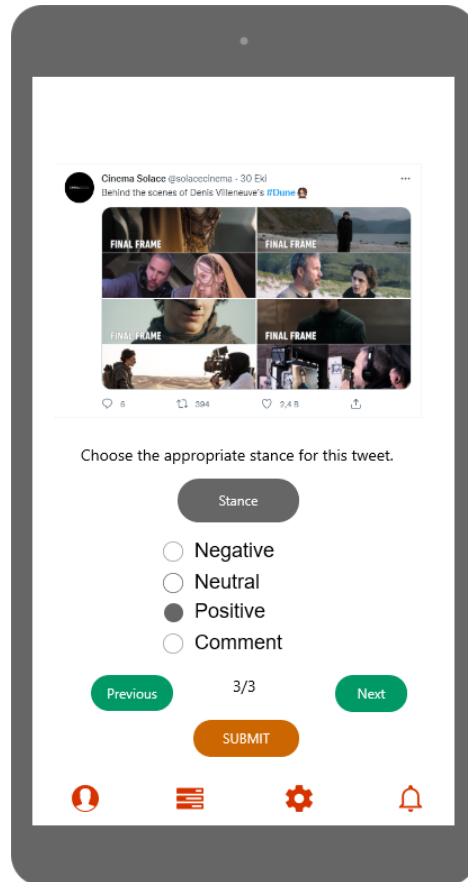 Cinema Solace @solacecinema - 30 Eki
Behind the scenes of Denis Villeneuve's #Dune
FINAL FRAME
FINAL FRAME
FINAL FRAME
FINAL FRAME
6
394
2,4 B
Choose the appropriate stance for this tweet.
Stance
Negative
Neutral
Positive
Comment
Previous
3/3
Next
SUBMIT